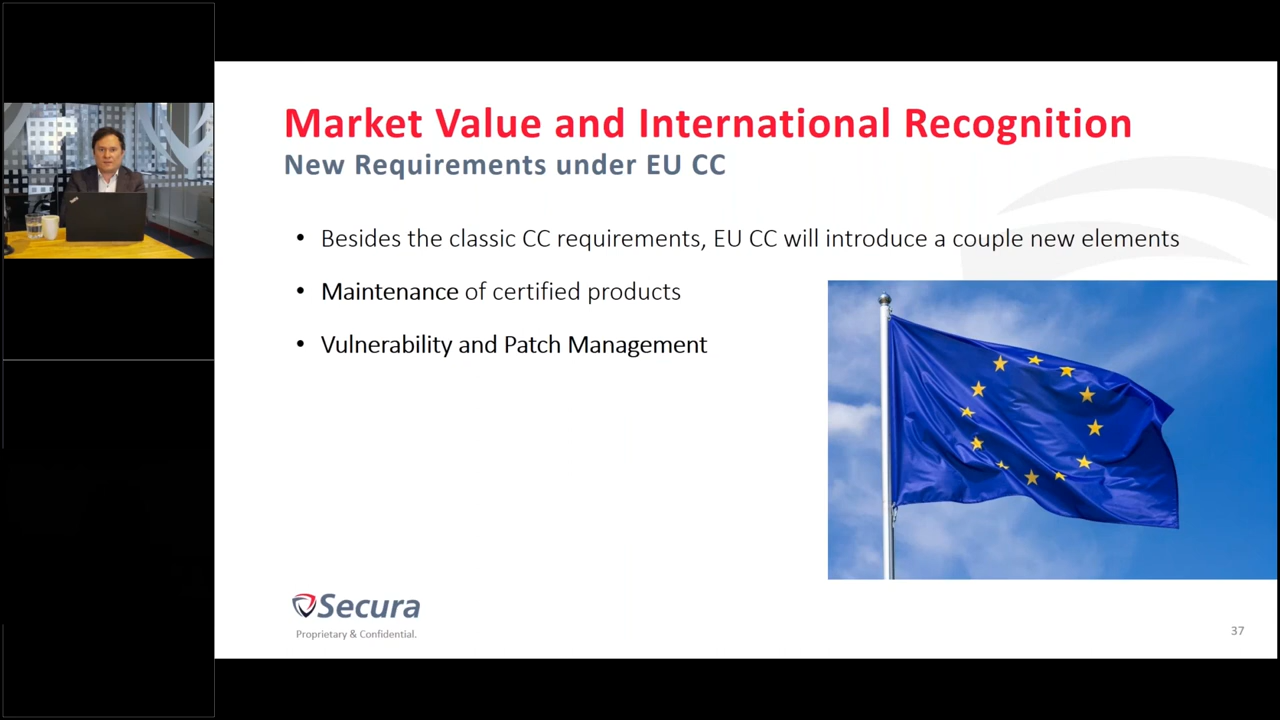 Market Value and International Recognition
New Requirements under EU CC
• Besides the classic CC requirements, EU CC will introduce a couple new elements
• Maintenance of certified products
• Vulnerability and Patch Management
Secura
Proprietary & Confidential.
37